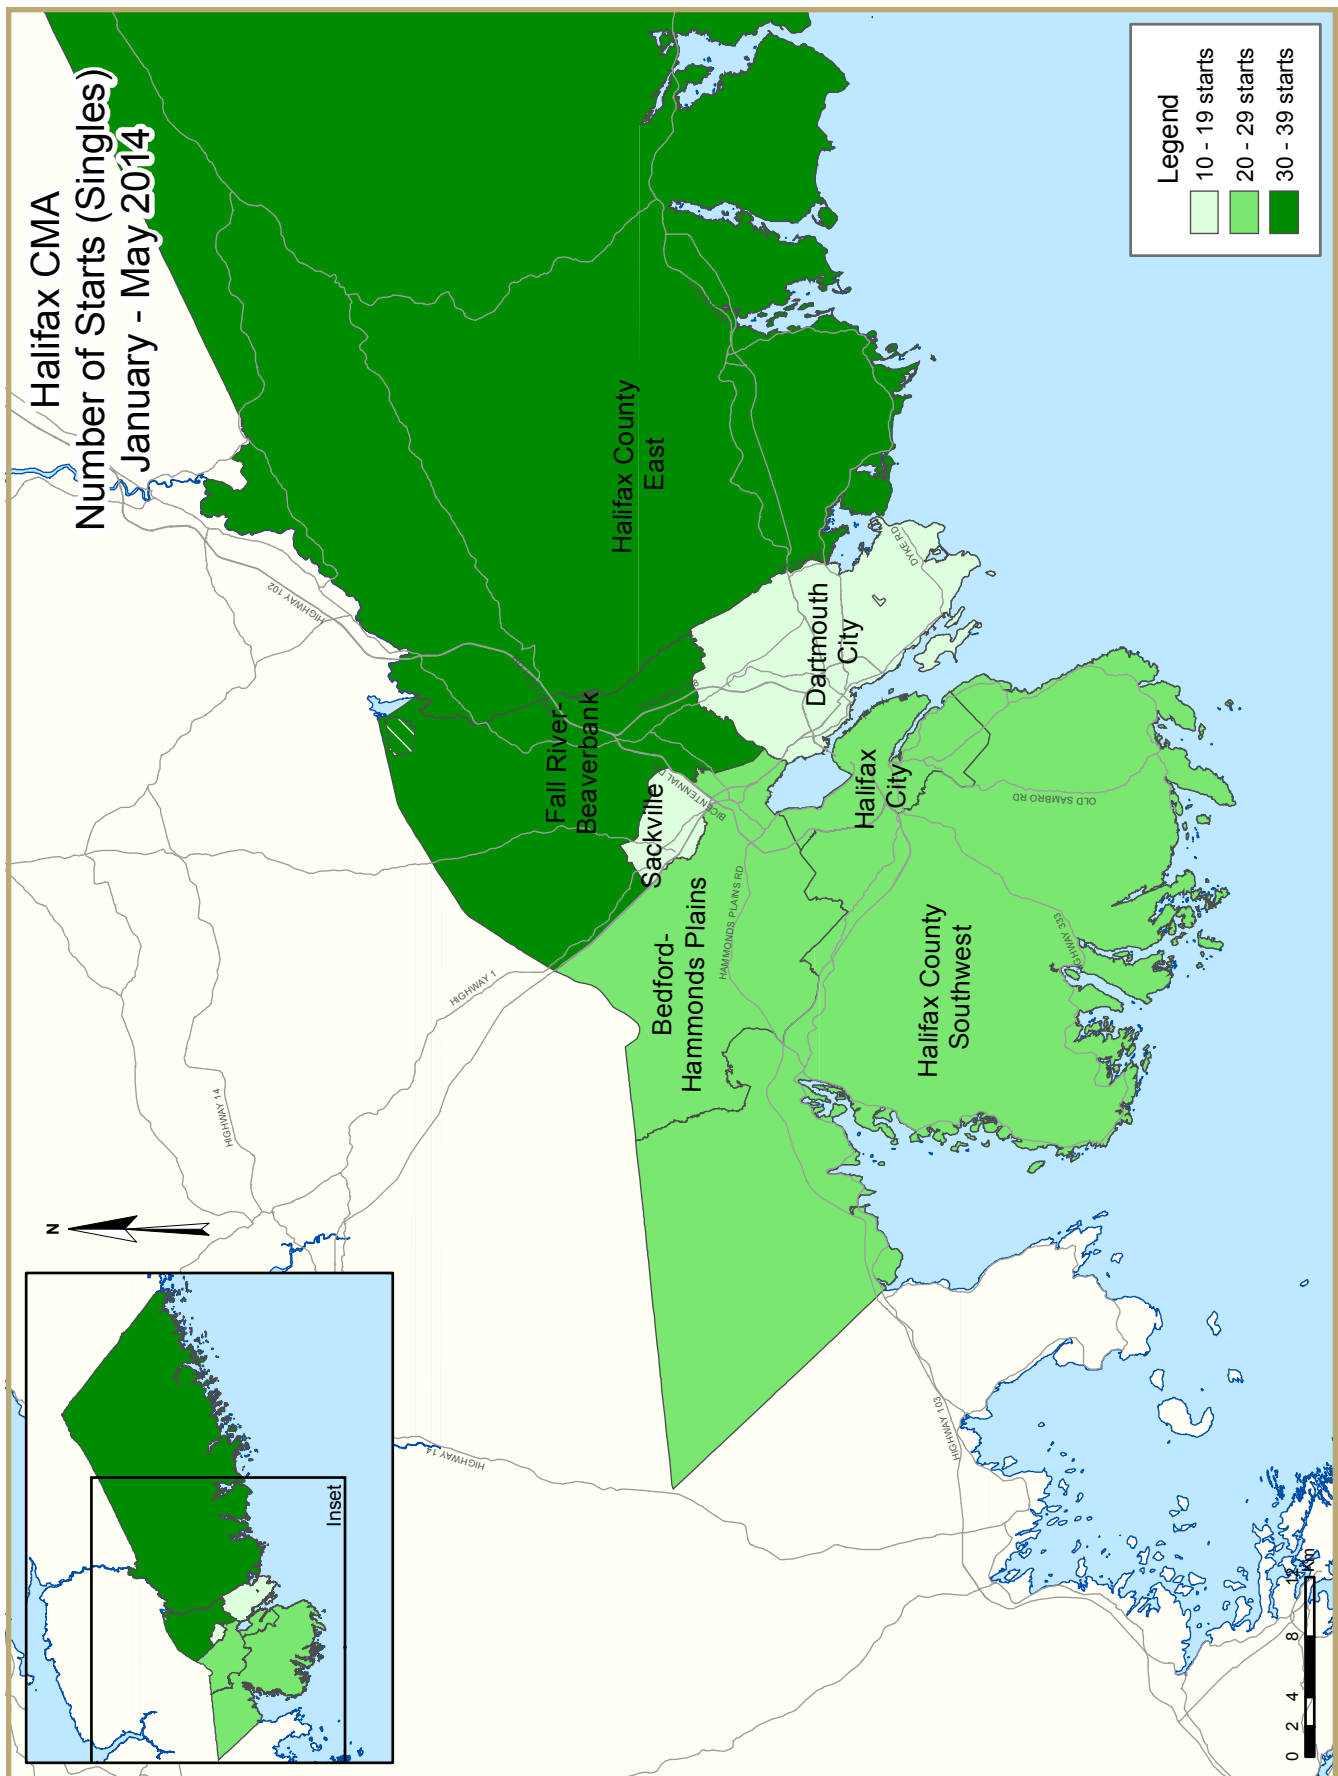 Halifax CMA
Number of Starts (Singles)
January - May 2014
Legend
10 - 19 starts
20 - 29 starts
30 - 39 starts
N
Inset
Halifax County
East
Fall River-
Beaverbank
Sackville
Dartmouth
City
Halifax
City
Bedford-
Hammonds Plains
Halifax County
Southwest
HIGHWAY 102
HIGHWAY 1
HIGHWAY 14
HIGHWAY 14
HIGHWAY 103
HAMMONDS PLAINS RD
OLD SAMBRO RD
DYKE RD
0 2 4 8 12
Km